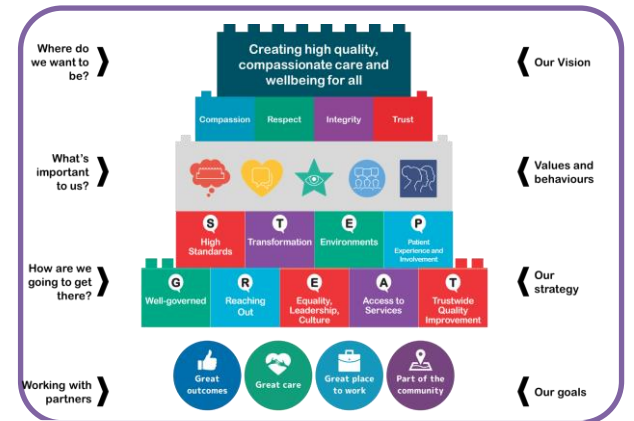 Where do
we want to
be?
Creating high quality,
compassionate care and
wellbeing for all
Our Vision
Compassion
Respect
Integrity
Trust
What's
important
to us?
Values and
behaviours
S
T
E
P
High
Standards
Transformation
Environments
Patient
Experience and
Involvement
How are we
going to get
there?
G
R
E
A
T
Well-governed
Reaching
Out
Equality,
Leadership,
Culture
Access to
Services
Trustwide
Quality
Improvement
Our
strategy
Working with
partners
Great
outcomes
Great care
Great place
to work
Part of the
community
Our goals